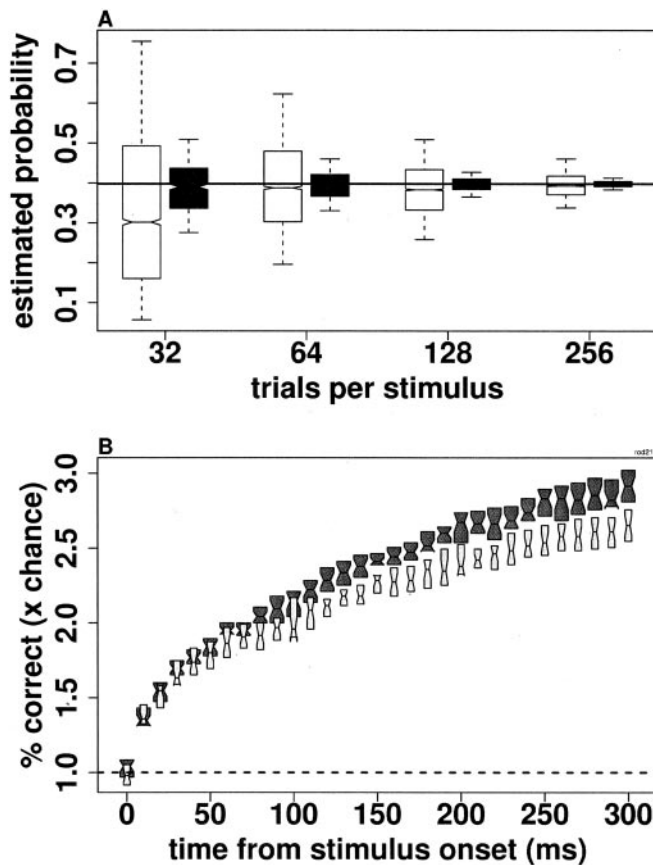 A
estimated probability
0.7
0.5
0.3
0.1
32 64 128 256
trials per stimulus
B
% correct (x chance)
3.0
2.5
2.0
1.5
1.0
0 50 100 150 200 250 300
time from stimulus onset (ms)